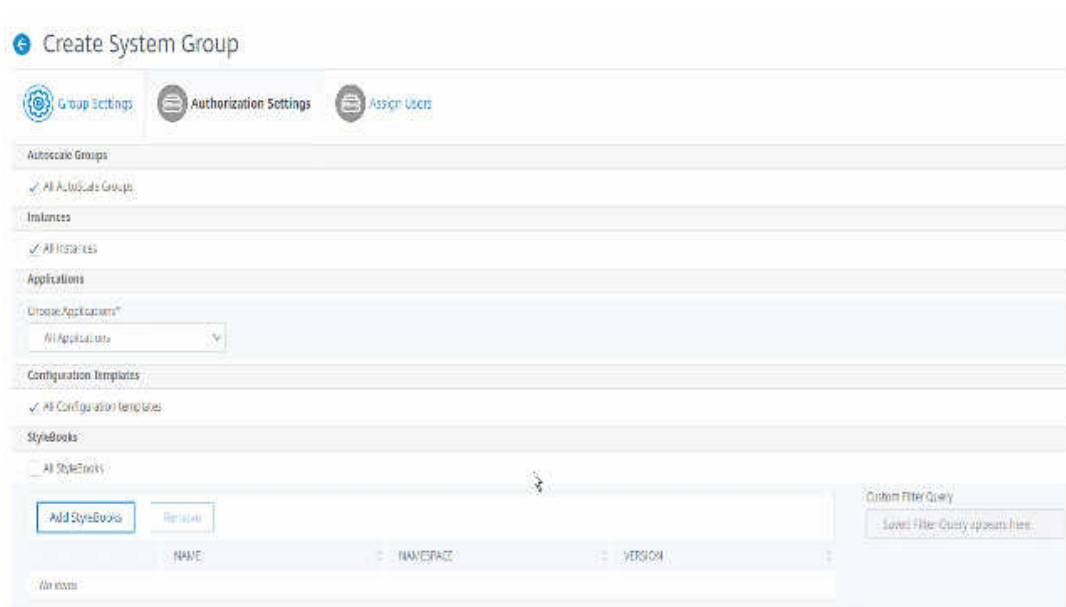 Create System Group
Group Settings
Authorization Settings
Assign Users
Autoscale Groups
All AutoScale Groups
Instances
All Instances
Applications
Choose Applications*
All Applications
Configuration Templates
All Configuration templates
StyleBooks
All StyleBooks
Add StyleBooks
Remove
Custom Filter Query
Saved Filter Query appears here
NAME
NAMESPACE
VERSION
No items